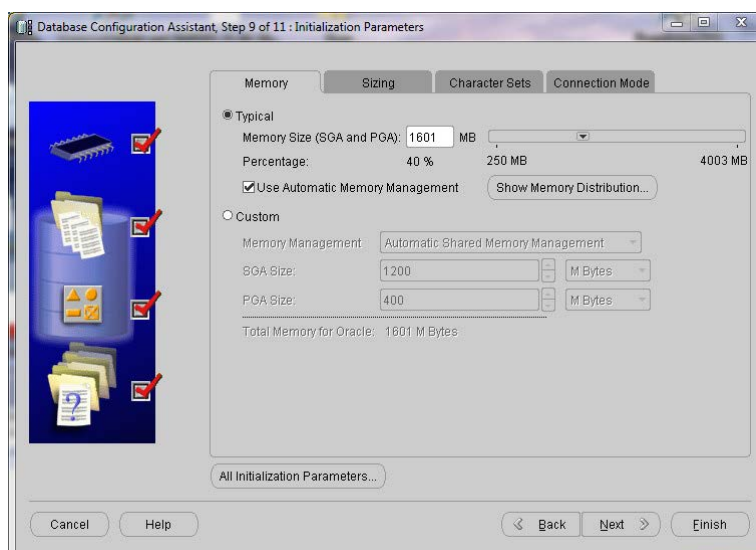 Database Configuration Assistant, Step 9 of 11 : Initialization Parameters
Memory Sizing Character Sets Connection Mode
Typical
Memory Size (SGA and PGA): 1601 MB
Percentage: 40 % 250 MB 4003 MB
Use Automatic Memory Management Show Memory Distribution...
Custom
Memory Management Automatic Shared Memory Management
SGA Size: 1200 M Bytes
PGA Size: 400 M Bytes
Total Memory for Oracle: 1601 M Bytes
?
All Initialization Parameters...
Cancel Help Back Next Finish